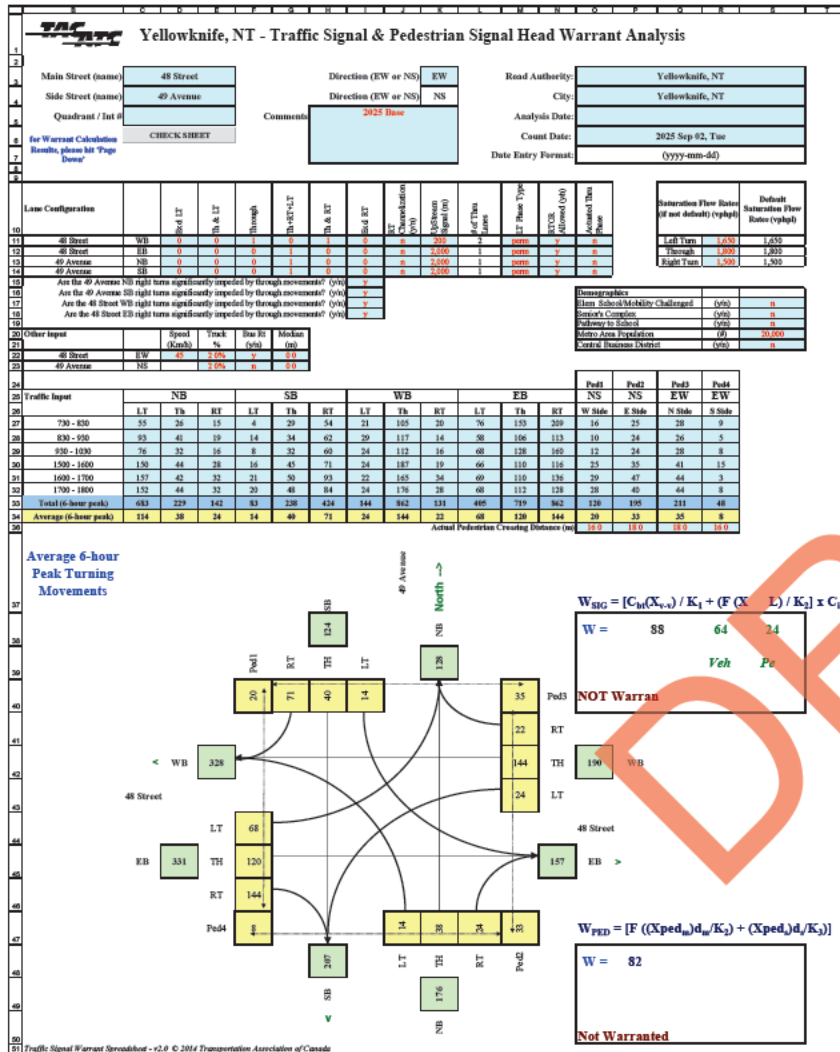 B C D E F G H I J K L M N O P Q R S T
TAC ATC Yellowknife, NT - Traffic Signal & Pedestrian Signal Head Warrant Analysis
Main Street (name) 48 Street Direction (EW or NS) EW Road Authority: Yellowknife, NT
Side Street (name) 49 Avenue Direction (EW or NS) NS City: Yellowknife, NT
Quadrant / Int # Comments 2025 Base Analysis Date:
for Warrant Calculation Results, please hit 'Page Down' CHECK SHEET Count Date: 2025 Sep 02, Tue
Date Entry Format: (yyyy-mm-dd)
Lane Configuration Excl LT Th & LT Through Th+RT+LT Th & RT Excl RT RT Channelization (y/n) UpStream Signal (m) # of Thru Lanes LT Phase Type RTOR Allowed (y/n) Actuated Thru Phase
Saturation Flow Rates (if not default) (vphpl) Default Saturation Flow Rates (vphpl)
48 Street WB 0 0 1 0 1 0 n 200 2 perm y n Left Turn 1,650 1,650
48 Street EB 0 0 0 1 0 0 n 2,000 1 perm y n Through 1,800 1,800
49 Avenue NB 0 0 0 1 0 0 n 2,000 1 perm y n Right Turn 1,500 1,500
49 Avenue SB 0 0 0 1 0 0 n 2,000 1 perm y n
Are the 49 Avenue NB right turns significantly impeded by through movements? (y/n) y
Are the 49 Avenue SB right turns significantly impeded by through movements? (y/n) y
Are the 48 Street WB right turns significantly impeded by through movements? (y/n) y
Are the 48 Street EB right turns significantly impeded by through movements? (y/n) y
Demographics
Elem School/Mobility Challenged (y/n) n
Senior's Complex (y/n) n
Pathway to School (y/n) n
Metro Area Population (#) 20,000
Central Business District (y/n) n
Other input Speed (Km/h) Truck % Bus Rt (y/n) Median (m)
48 Street EW 45 2 0% y 0 0
49 Avenue NS 2 0% n 0 0
Ped1 Ped2 Ped3 Ped4
Traffic Input NB SB WB EB NS NS EW EW
LT Th RT LT Th RT LT Th RT LT Th RT W Side E Side N Side S Side
730 - 830 55 26 15 4 29 54 21 105 20 76 153 209 16 25 28 9
830 - 930 93 41 19 14 34 62 29 117 14 58 106 113 10 24 26 5
930 - 1030 76 32 16 8 32 60 24 112 16 68 128 160 12 24 28 8
1500 - 1600 150 44 28 16 45 71 24 187 19 66 110 116 25 35 41 15
1600 - 1700 157 42 32 21 50 93 22 165 34 69 110 136 29 47 44 3
1700 - 1800 152 44 32 20 48 84 24 176 28 68 112 128 28 40 44 8
Total (6-hour peak) 683 229 142 83 238 424 144 862 131 405 719 862 120 195 211 48
Average (6-hour peak) 114 38 24 14 40 71 24 144 22 68 120 144 20 33 35 8
Actual Pedestrian Crossing Distance (m) 16 0 18 0 18 0 16 0
Average 6-hour Peak Turning Movements
49 Avenue
North -->
SB 124
NB 128
Ped1 RT TH LT
20 71 40 14 35 Ped3
22 RT
< WB 328 144 TH 190 WB
24 LT
48 Street
LT 68 48 Street
EB 331 TH 120 157 EB >
RT 144
Ped4 38 33
LT TH RT Ped2
207 SB v
176 NB
W_SIG = [C_bt(X_v-v) / K_1 + (F (X L) / K_2] x C
W = 88 64 24
Veh Pe
NOT Warran
W_PED = [F ((Xped_m)d_m/K_2) + (Xped_s)d_s/K_3)]
W = 82
Not Warranted
Traffic Signal Warrant Spreadsheet - v2.0 © 2014 Transportation Association of Canada